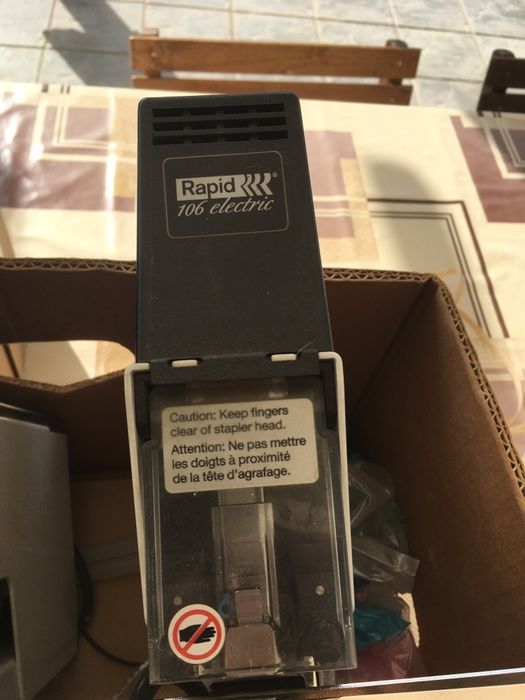 Rapid ®
106 electric
Caution: Keep fingers
clear of stapler head.
Attention: Ne pas mettre
les doigts à proximité
de la tête d'agrafage.